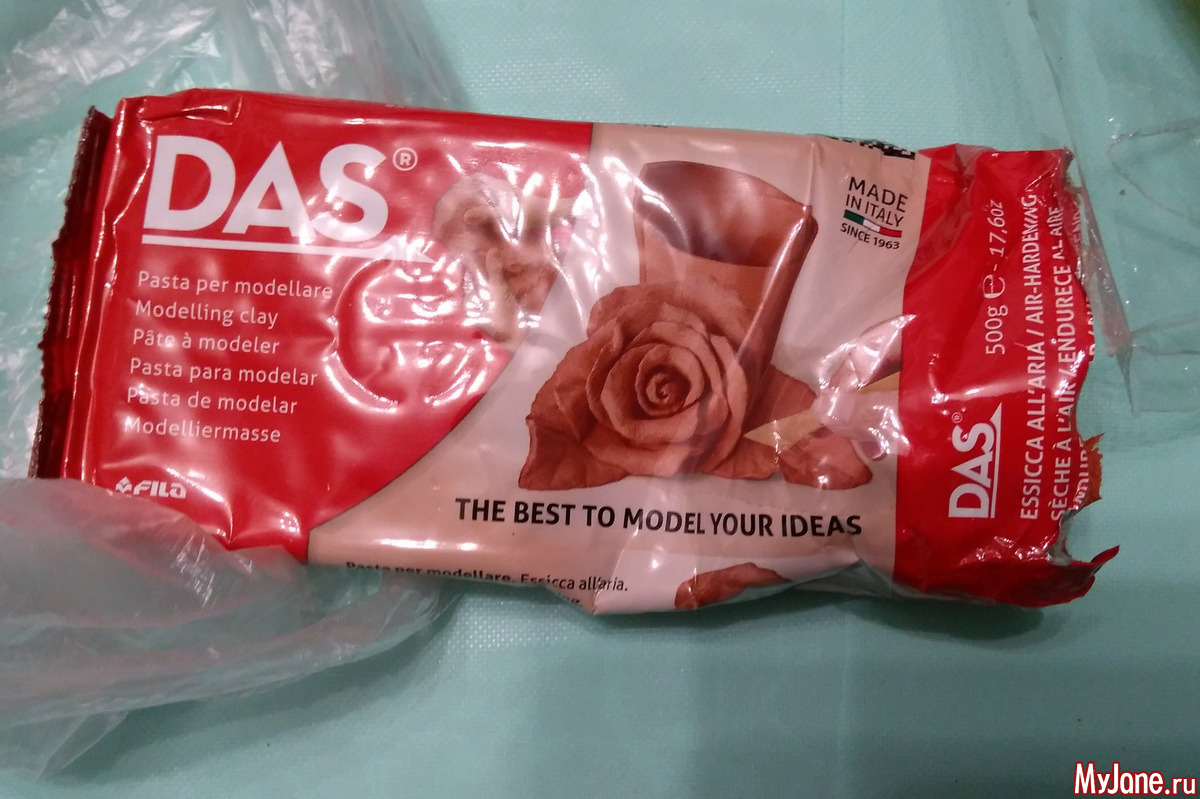 DAS®
Pasta per modellare
Modelling clay
Pâte à modeler
Pasta para modelar
Pasta de modelar
Modelliermasse
FILA
MADE
IN ITALY
SINCE 1963
THE BEST TO MODEL YOUR IDEAS
Pasta per modellare. Essicca all'aria.
500g e - 17,6oz
DAS®
ESSICCA ALL'ARIA / AIR-HARDENING
SÈCHE À L'AIR / ENDURECE AL AIRE
MyJane.ru